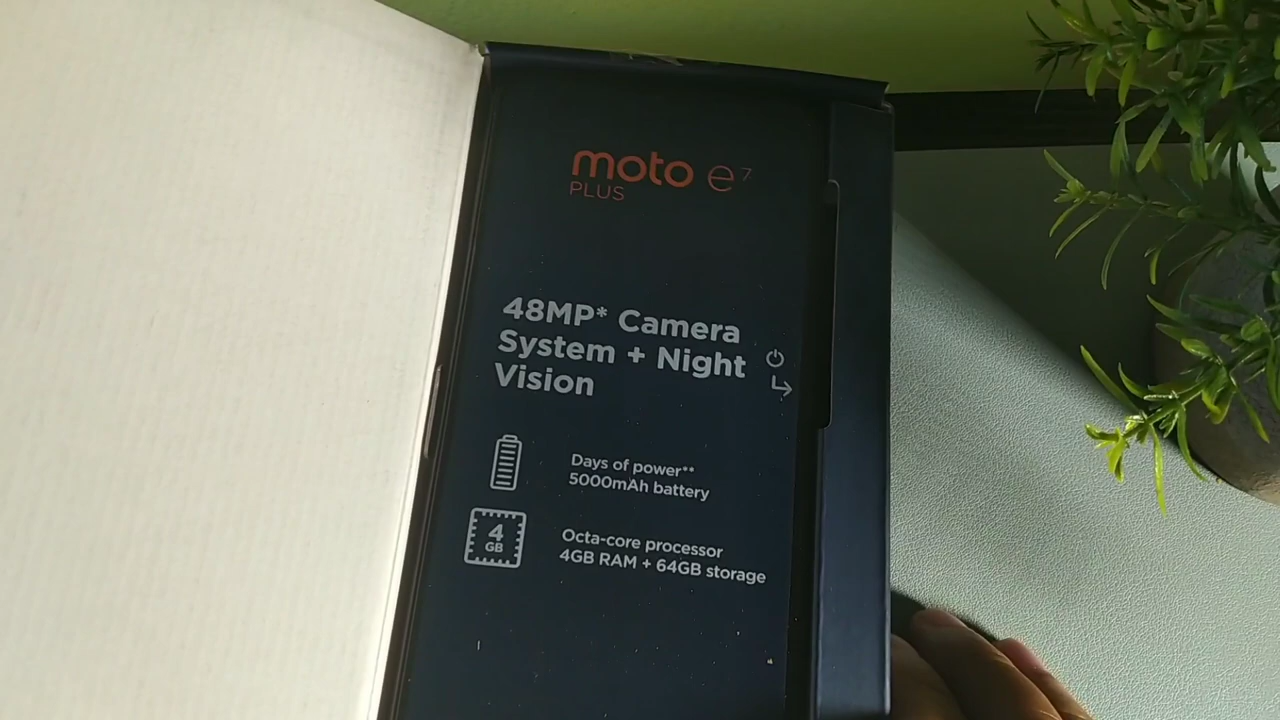 moto e7
PLUS
48MP* Camera
System + Night
Vision
Days of power**
5000mAh battery
4
GB
Octa-core processor
4GB RAM + 64GB storage